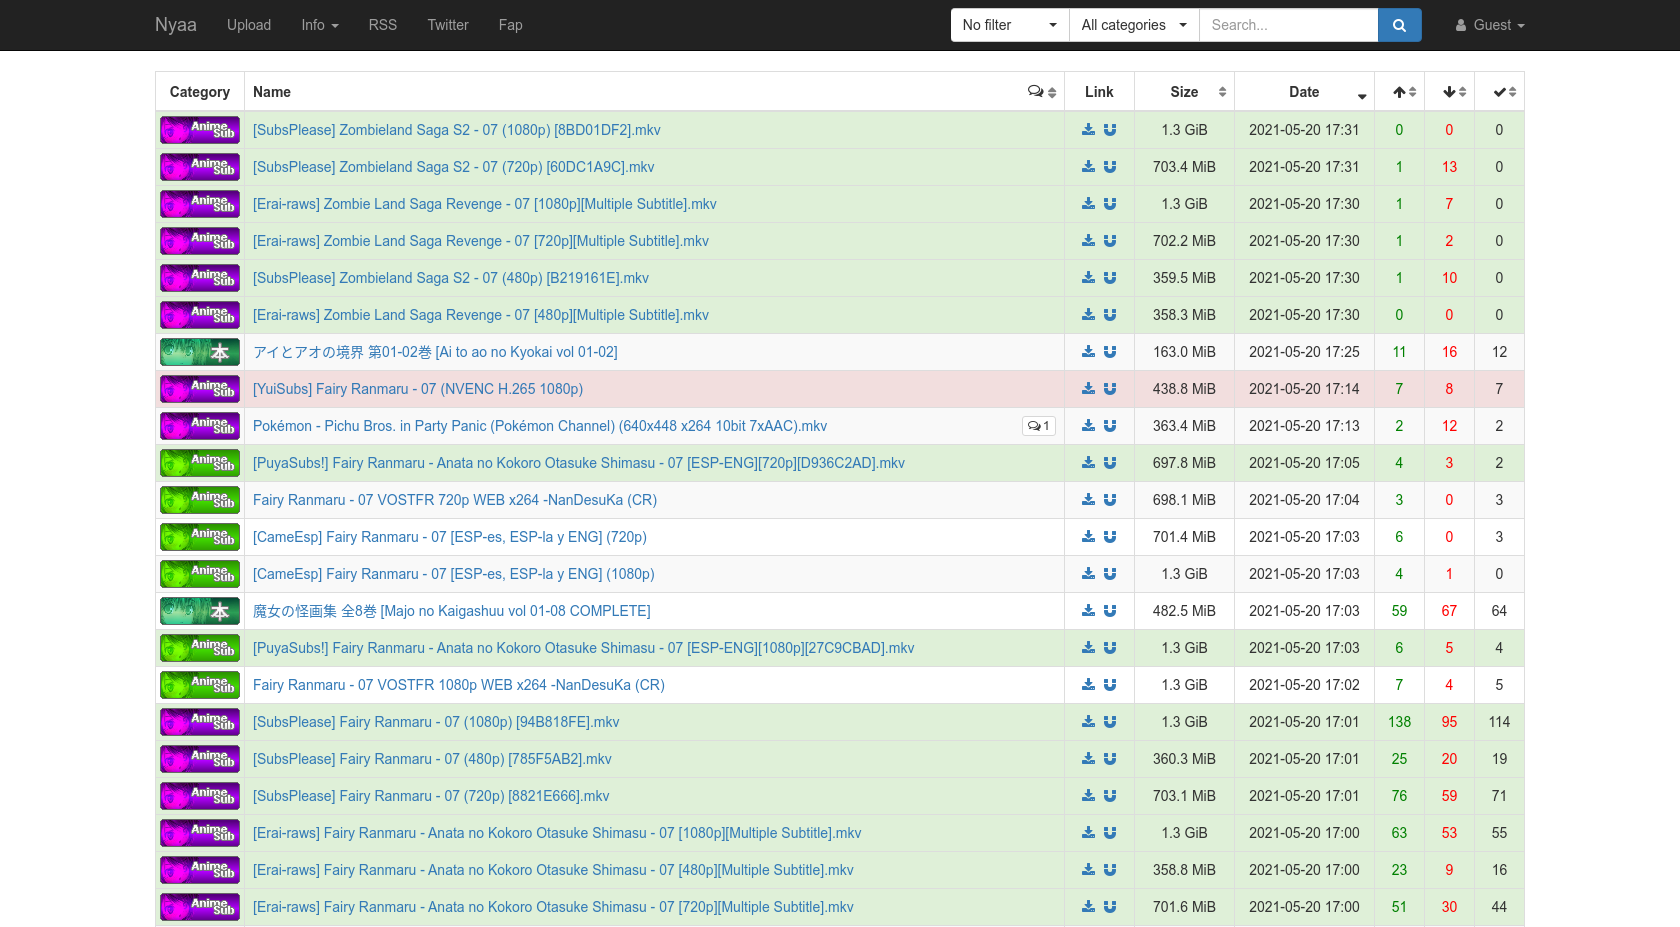 Nyaa Upload Info RSS Twitter Fap No filter All categories Search... Guest
Category Name Link Size Date
Anime Sub [SubsPlease] Zombieland Saga S2 - 07 (1080p) [8BD01DF2].mkv 1.3 GiB 2021-05-20 17:31 0 0 0
Anime Sub [SubsPlease] Zombieland Saga S2 - 07 (720p) [60DC1A9C].mkv 703.4 MiB 2021-05-20 17:31 1 13 0
Anime Sub [Erai-raws] Zombie Land Saga Revenge - 07 [1080p][Multiple Subtitle].mkv 1.3 GiB 2021-05-20 17:30 1 7 0
Anime Sub [Erai-raws] Zombie Land Saga Revenge - 07 [720p][Multiple Subtitle].mkv 702.2 MiB 2021-05-20 17:30 1 2 0
Anime Sub [SubsPlease] Zombieland Saga S2 - 07 (480p) [B219161E].mkv 359.5 MiB 2021-05-20 17:30 1 10 0
Anime Sub [Erai-raws] Zombie Land Saga Revenge - 07 [480p][Multiple Subtitle].mkv 358.3 MiB 2021-05-20 17:30 0 0 0
本 アイとアオの境界 第01-02巻 [Ai to ao no Kyokai vol 01-02] 163.0 MiB 2021-05-20 17:25 11 16 12
Anime Sub [YuiSubs] Fairy Ranmaru - 07 (NVENC H.265 1080p) 438.8 MiB 2021-05-20 17:14 7 8 7
Anime Sub Pokémon - Pichu Bros. in Party Panic (Pokémon Channel) (640x448 x264 10bit 7xAAC).mkv 1 363.4 MiB 2021-05-20 17:13 2 12 2
Anime Sub [PuyaSubs!] Fairy Ranmaru - Anata no Kokoro Otasuke Shimasu - 07 [ESP-ENG][720p][D936C2AD].mkv 697.8 MiB 2021-05-20 17:05 4 3 2
Anime Sub Fairy Ranmaru - 07 VOSTFR 720p WEB x264 -NanDesuKa (CR) 698.1 MiB 2021-05-20 17:04 3 0 3
Anime Sub [CameEsp] Fairy Ranmaru - 07 [ESP-es, ESP-la y ENG] (720p) 701.4 MiB 2021-05-20 17:03 6 0 3
Anime Sub [CameEsp] Fairy Ranmaru - 07 [ESP-es, ESP-la y ENG] (1080p) 1.3 GiB 2021-05-20 17:03 4 1 0
本 魔女の怪画集 全8巻 [Majo no Kaigashuu vol 01-08 COMPLETE] 482.5 MiB 2021-05-20 17:03 59 67 64
Anime Sub [PuyaSubs!] Fairy Ranmaru - Anata no Kokoro Otasuke Shimasu - 07 [ESP-ENG][1080p][27C9CBAD].mkv 1.3 GiB 2021-05-20 17:03 6 5 4
Anime Sub Fairy Ranmaru - 07 VOSTFR 1080p WEB x264 -NanDesuKa (CR) 1.3 GiB 2021-05-20 17:02 7 4 5
Anime Sub [SubsPlease] Fairy Ranmaru - 07 (1080p) [94B818FE].mkv 1.3 GiB 2021-05-20 17:01 138 95 114
Anime Sub [SubsPlease] Fairy Ranmaru - 07 (480p) [785F5AB2].mkv 360.3 MiB 2021-05-20 17:01 25 20 19
Anime Sub [SubsPlease] Fairy Ranmaru - 07 (720p) [8821E666].mkv 703.1 MiB 2021-05-20 17:01 76 59 71
Anime Sub [Erai-raws] Fairy Ranmaru - Anata no Kokoro Otasuke Shimasu - 07 [1080p][Multiple Subtitle].mkv 1.3 GiB 2021-05-20 17:00 63 53 55
Anime Sub [Erai-raws] Fairy Ranmaru - Anata no Kokoro Otasuke Shimasu - 07 [480p][Multiple Subtitle].mkv 358.8 MiB 2021-05-20 17:00 23 9 16
Anime Sub [Erai-raws] Fairy Ranmaru - Anata no Kokoro Otasuke Shimasu - 07 [720p][Multiple Subtitle].mkv 701.6 MiB 2021-05-20 17:00 51 30 44